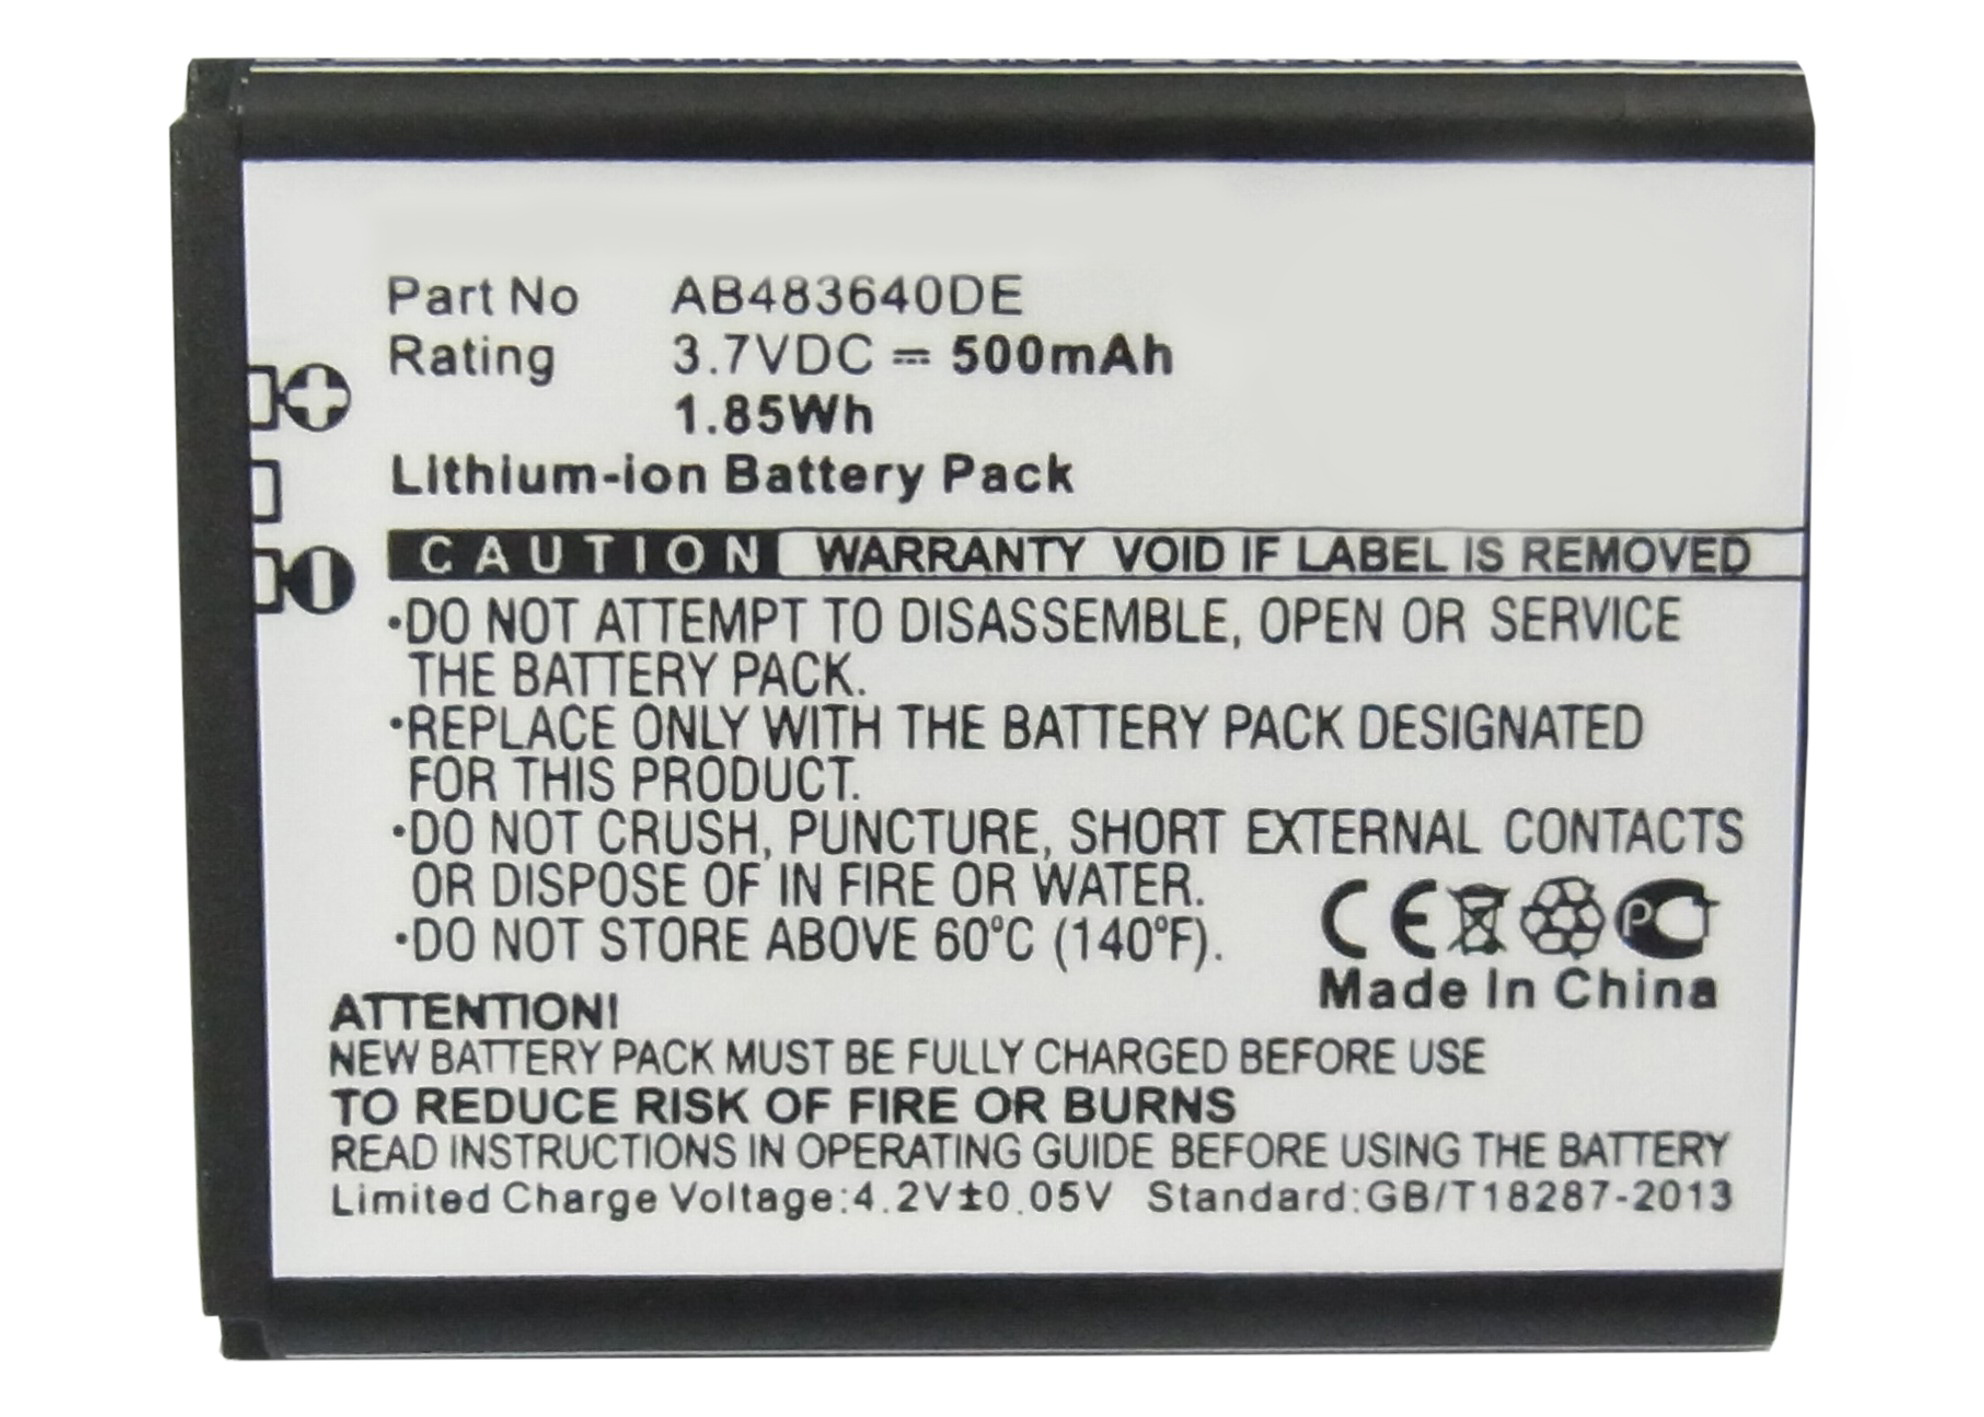 Part No AB483640DE
Rating 3.7VDC ⎓ 500mAh
1.85Wh
Lithium-ion Battery Pack
CAUTION WARRANTY VOID IF LABEL IS REMOVED
•DO NOT ATTEMPT TO DISASSEMBLE, OPEN OR SERVICE
THE BATTERY PACK.
•REPLACE ONLY WITH THE BATTERY PACK DESIGNATED
FOR THIS PRODUCT.
•DO NOT CRUSH, PUNCTURE, SHORT EXTERNAL CONTACTS
OR DISPOSE OF IN FIRE OR WATER.
•DO NOT STORE ABOVE 60°C (140°F).
CE
Made In China
ATTENTION!
NEW BATTERY PACK MUST BE FULLY CHARGED BEFORE USE
TO REDUCE RISK OF FIRE OR BURNS
READ INSTRUCTIONS IN OPERATING GUIDE BEFORE USING THE BATTERY
Limited Charge Voltage:4.2V±0.05V Standard:GB/T18287-2013